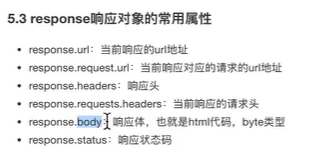 5.3 response响应对象的常用属性
response.url：当前响应的url地址
response.request.url：当前响应对应的请求的url地址
response.headers：响应头
response.requests.headers：当前响应的请求头
response.body：响应体，也就是html代码，byte类型
response.status：响应状态码